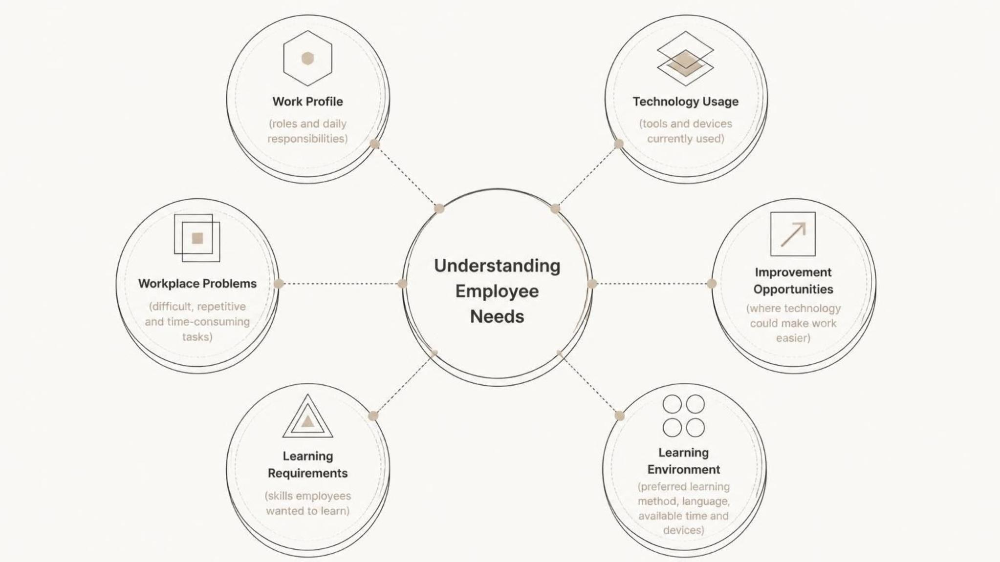 Work Profile
(roles and daily
responsibilities)
Technology Usage
(tools and devices
currently used)
Workplace Problems
(difficult, repetitive
and time-consuming
tasks)
Understanding
Employee
Needs
Improvement
Opportunities
(where technology
could make work
easier)
Learning
Requirements
(skills employees
wanted to learn)
Learning
Environment
(preferred learning
method, language,
available time and
devices)